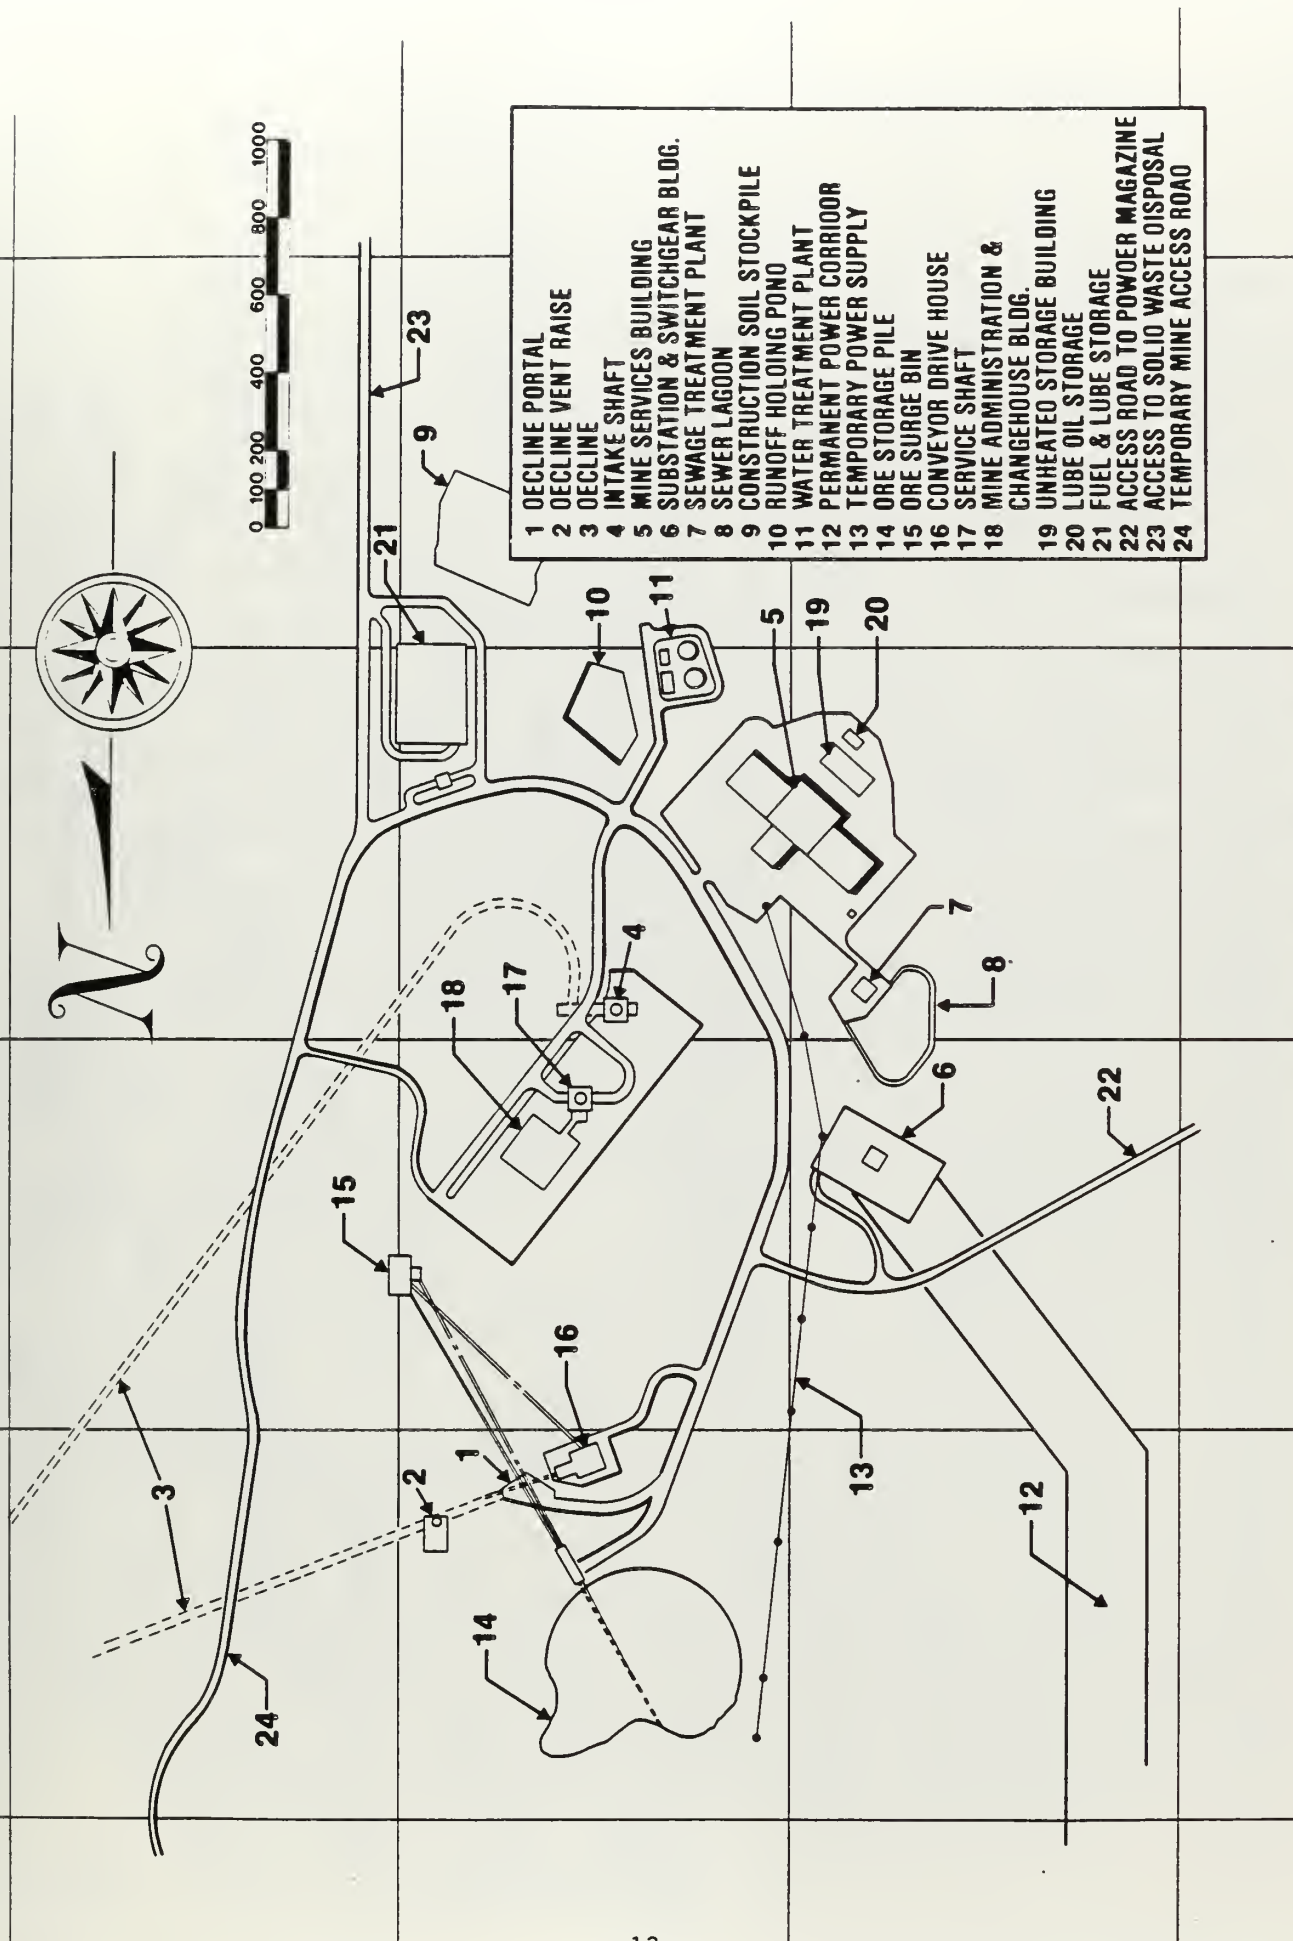 N
0 100 200 400 600 800 1000
24
3
15
2
21
23
9
18
1
14
17
16
10
4
11
5
19
13
20
6
7
8
12
22
1 OECLINE PORTAL
2 OECLINE VENT RAISE
3 OECLINE
4 INTAKE SHAFT
5 MINE SERVICES BUILDING
6 SUBSTATION & SWITCHGEAR BLDG.
7 SEWAGE TREATMENT PLANT
8 SEWER LAGOON
9 CONSTRUCTION SOIL STOCKPILE
10 RUNOFF HOLOING PONO
11 WATER TREATMENT PLANT
12 PERMANENT POWER CORRIOOR
13 TEMPORARY POWER SUPPLY
14 ORE STORAGE PILE
15 ORE SURGE BIN
16 CONVEYOR DRIVE HOUSE
17 SERVICE SHAFT
18 MINE ADMINISTRATION &
CHANGEHOUSE BLDG.
19 UNHEATED STORAGE BUILDING
20 LUBE OIL STORAGE
21 FUEL & LUBE STORAGE
22 ACCESS ROAD TO POWOER MAGAZINE
23 ACCESS TO SOLIO WASTE OISPOSAL
24 TEMPORARY MINE ACCESS ROAO